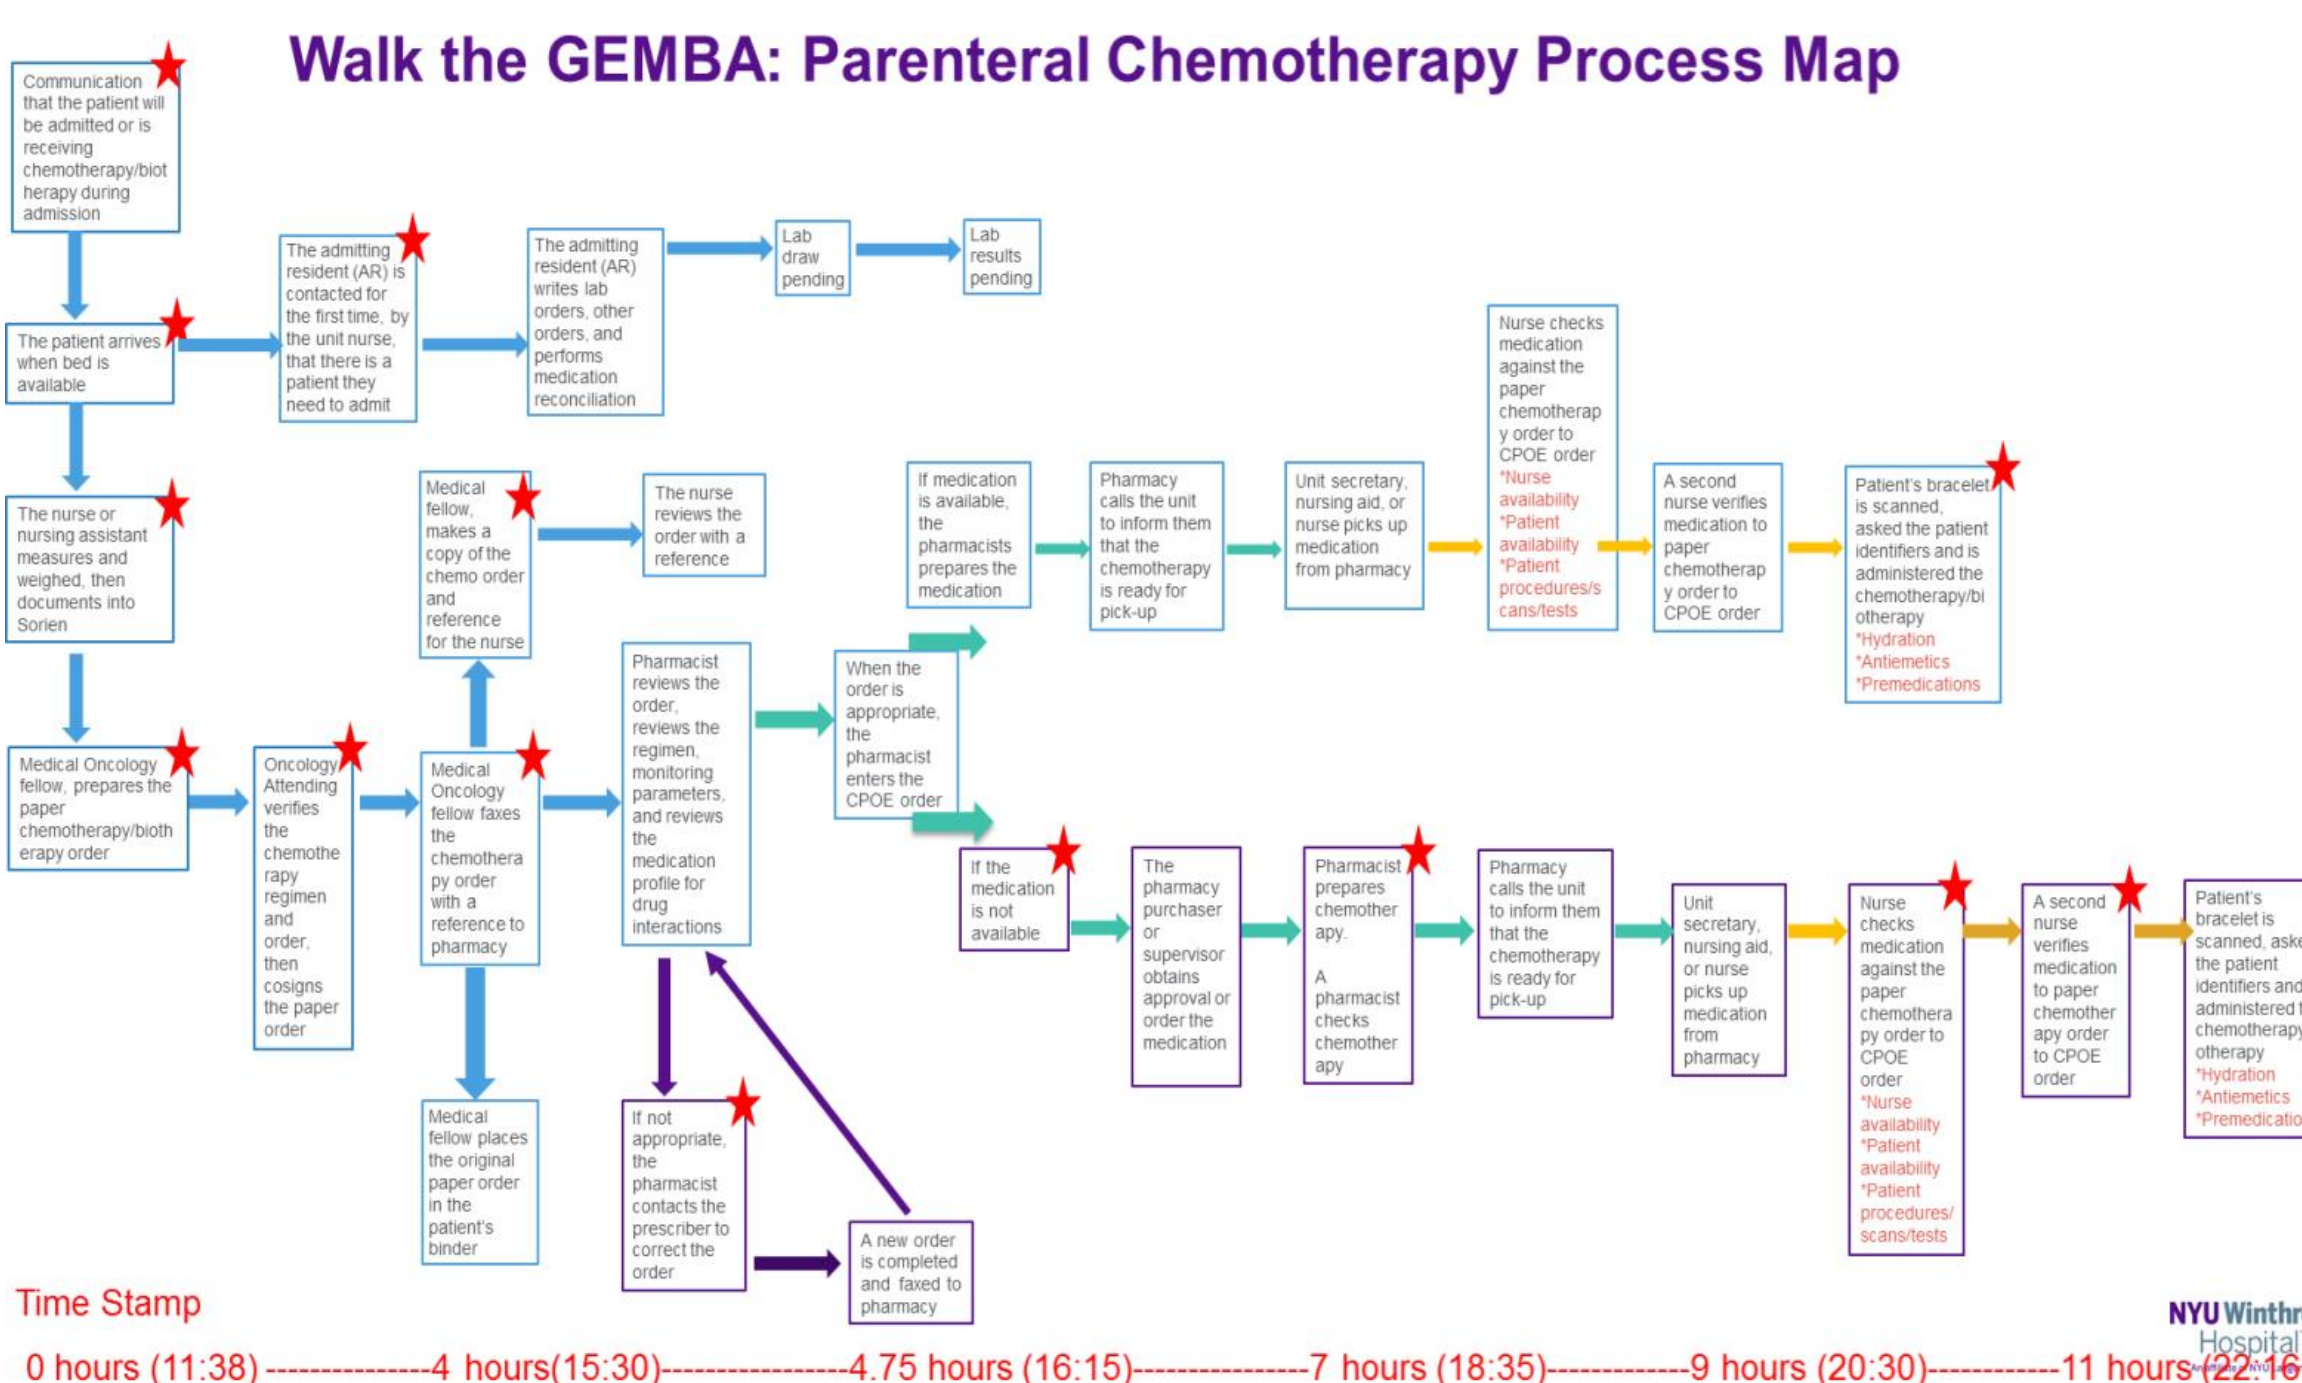 Walk the GEMBA: Parenteral Chemotherapy Process Map
Communication
that the patient will
be admitted or is
receiving
chemotherapy/biot
herapy during
admission
The patient arrives
when bed is
available
The admitting
resident (AR) is
contacted for
the first time, by
the unit nurse,
that there is a
patient they
need to admit
The admitting
resident (AR)
writes lab
orders, other
orders, and
performs
medication
reconciliation
Lab
draw
pending
Lab
results
pending
The nurse or
nursing assistant
measures and
weighed, then
documents into
Sorien
Medical Oncology
fellow, prepares the
paper
chemotherapy/bioth
erapy order
Oncology
Attending
verifies
the
chemothe
rapy
regimen
and
order,
then
cosigns
the paper
order
Medical
Oncology
fellow faxes
the
chemothera
py order
with a
reference to
pharmacy
Medical
fellow,
makes a
copy of the
chemo order
and
reference
for the nurse
The nurse
reviews the
order with a
reference
Medical
fellow places
the original
paper order
in the
patient's
binder
Pharmacist
reviews the
order,
reviews the
regimen,
monitoring
parameters,
and reviews
the
medication
profile for
drug
interactions
If not
appropriate,
the
pharmacist
contacts the
prescriber to
correct the
order
A new order
is completed
and faxed to
pharmacy
When the
order is
appropriate,
the
pharmacist
enters the
CPOE order
If medication
is available,
the
pharmacists
prepares the
medication
Pharmacy
calls the unit
to inform them
that the
chemotherapy
is ready for
pick-up
Unit secretary,
nursing aid, or
nurse picks up
medication
from pharmacy
Nurse checks
medication
against the
paper
chemotherap
y order to
CPOE order
*Nurse
availability
*Patient
availability
*Patient
procedures/s
cans/tests
A second
nurse verifies
medication to
paper
chemotherap
y order to
CPOE order
Patient's bracelet
is scanned,
asked the patient
identifiers and is
administered the
chemotherapy/bi
otherapy
*Hydration
*Antiemetics
*Premedications
If the
medication
is not
available
The
pharmacy
purchaser
or
supervisor
obtains
approval or
order the
medication
Pharmacist
prepares
chemother
apy.
A
pharmacist
checks
chemother
apy
Pharmacy
calls the unit
to inform them
that the
chemotherapy
is ready for
pick-up
Unit
secretary,
nursing aid,
or nurse
picks up
medication
from
pharmacy
Nurse
checks
medication
against the
paper
chemothera
py order to
CPOE
order
*Nurse
availability
*Patient
availability
*Patient
procedures/
scans/tests
A second
nurse
verifies
medication
to paper
chemother
apy order
to CPOE
order
Patient's
bracelet is
scanned, aske
the patient
identifiers and
administered t
chemotherapy
otherapy
*Hydration
*Antiemetics
*Premedicatio
Time Stamp
NYU Winthr
Hospital
0 hours (11:38) ---------------4 hours(15:30)-----------------4.75 hours (16:15)----------------7 hours (18:35)-------------9 hours (20:30)------------11 hours (22:16